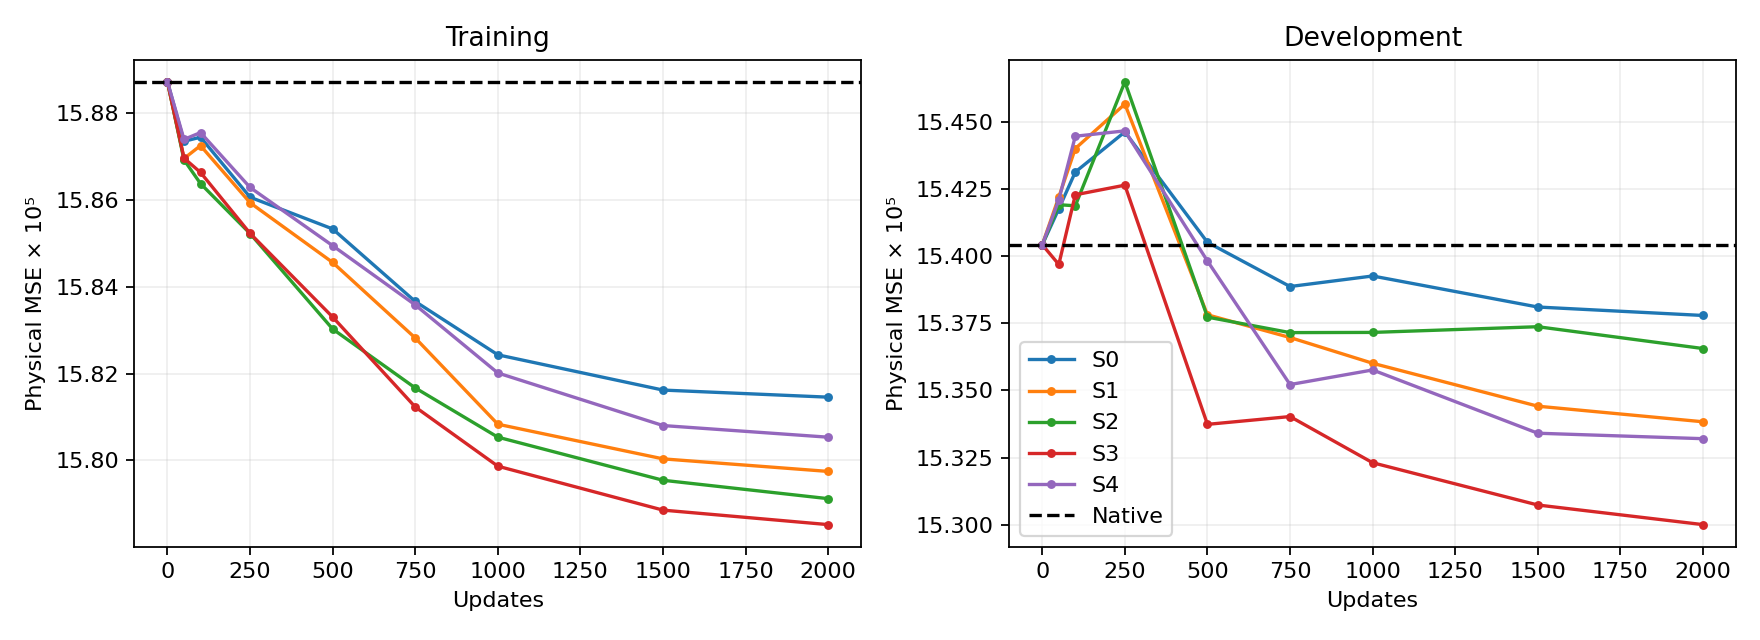 Training
Physical MSE × 10⁵
15.88
15.86
15.84
15.82
15.80
0 250 500 750 1000 1250 1500 1750 2000
Updates
Development
Physical MSE × 10⁵
15.450
15.425
15.400
15.375
15.350
15.325
15.300
S0
S1
S2
S3
S4
Native
0 250 500 750 1000 1250 1500 1750 2000
Updates